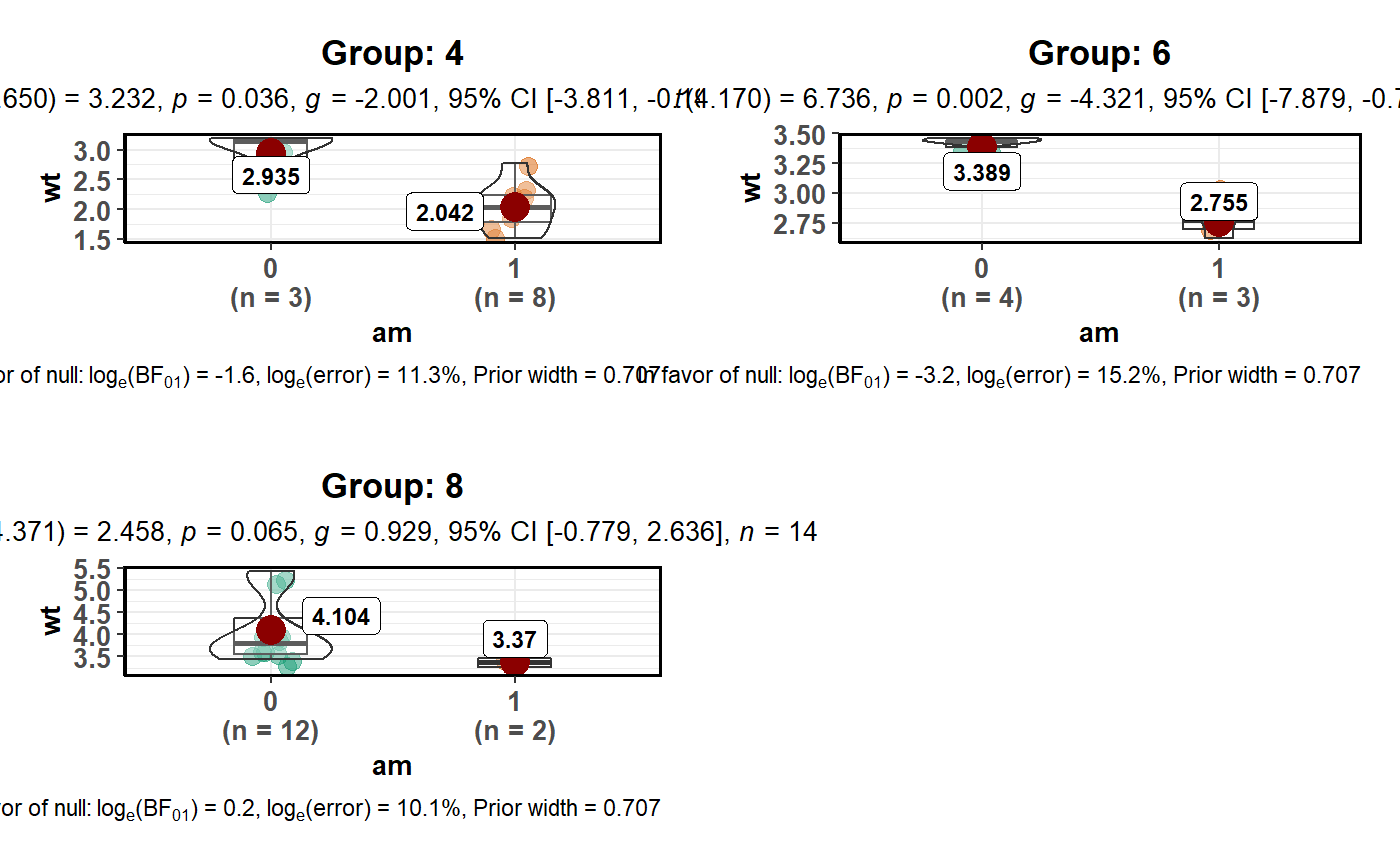 Group: 4
650) = 3.232, p = 0.036, g = -2.001, 95% CI [-3.811, -0.
wt
3.0
2.5
2.0
1.5
2.935
2.042
0
(n = 3)
1
(n = 8)
am
or of null: logₑ(BF₀₁) = -1.6, logₑ(error) = 11.3%, Prior width = 0.707
Group: 6
4.170) = 6.736, p = 0.002, g = -4.321, 95% CI [-7.879, -0.7
wt
3.50
3.25
3.00
2.75
3.389
2.755
0
(n = 4)
1
(n = 3)
am
In favor of null: logₑ(BF₀₁) = -3.2, logₑ(error) = 15.2%, Prior width = 0.707
Group: 8
.371) = 2.458, p = 0.065, g = 0.929, 95% CI [-0.779, 2.636], n = 14
wt
5.5
5.0
4.5
4.0
3.5
4.104
3.37
0
(n = 12)
1
(n = 2)
am
or of null: logₑ(BF₀₁) = 0.2, logₑ(error) = 10.1%, Prior width = 0.707